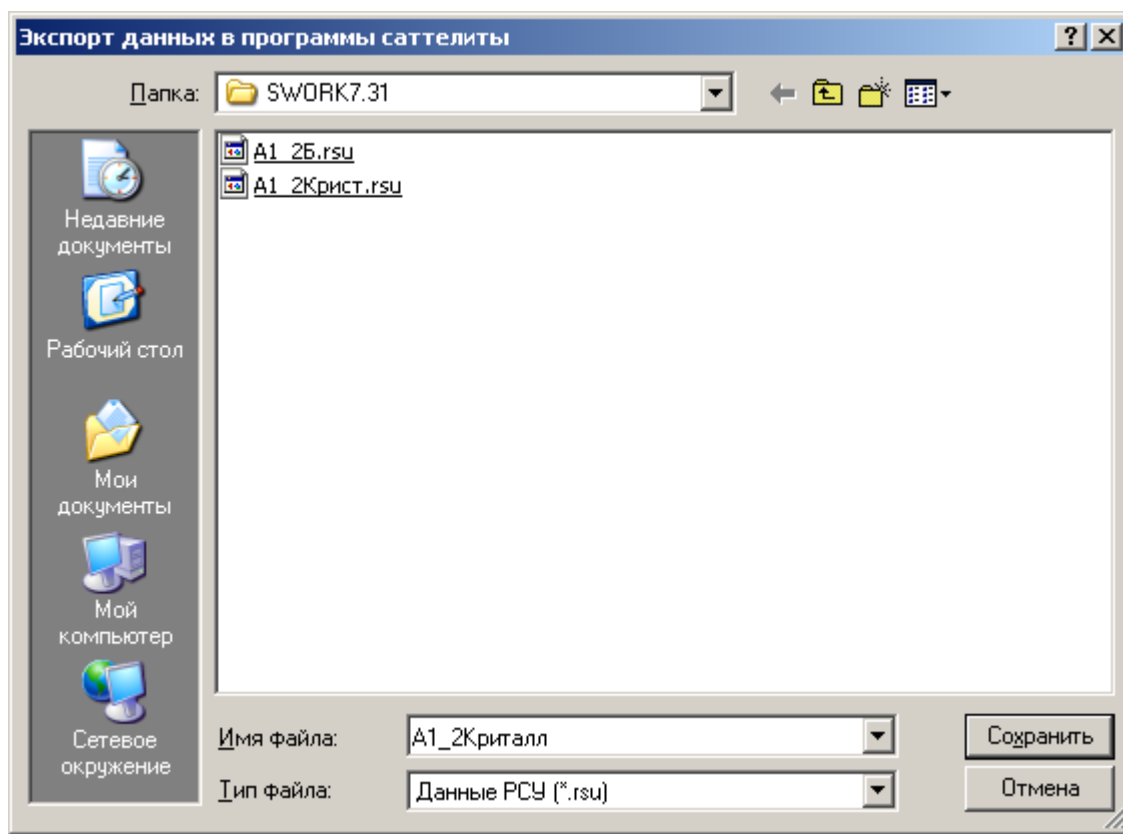 Экспорт данных в программы саттелиты
Папка:
SWORK7.31
A1_2Б.rsu
A1_2Крист.rsu
Недавние
документы
Рабочий стол
Мои
документы
Мой
компьютер
Сетевое
окружение
Имя файла:
A1_2Криталл
Сохранить
Тип файла:
Данные РСУ (*.rsu)
Отмена